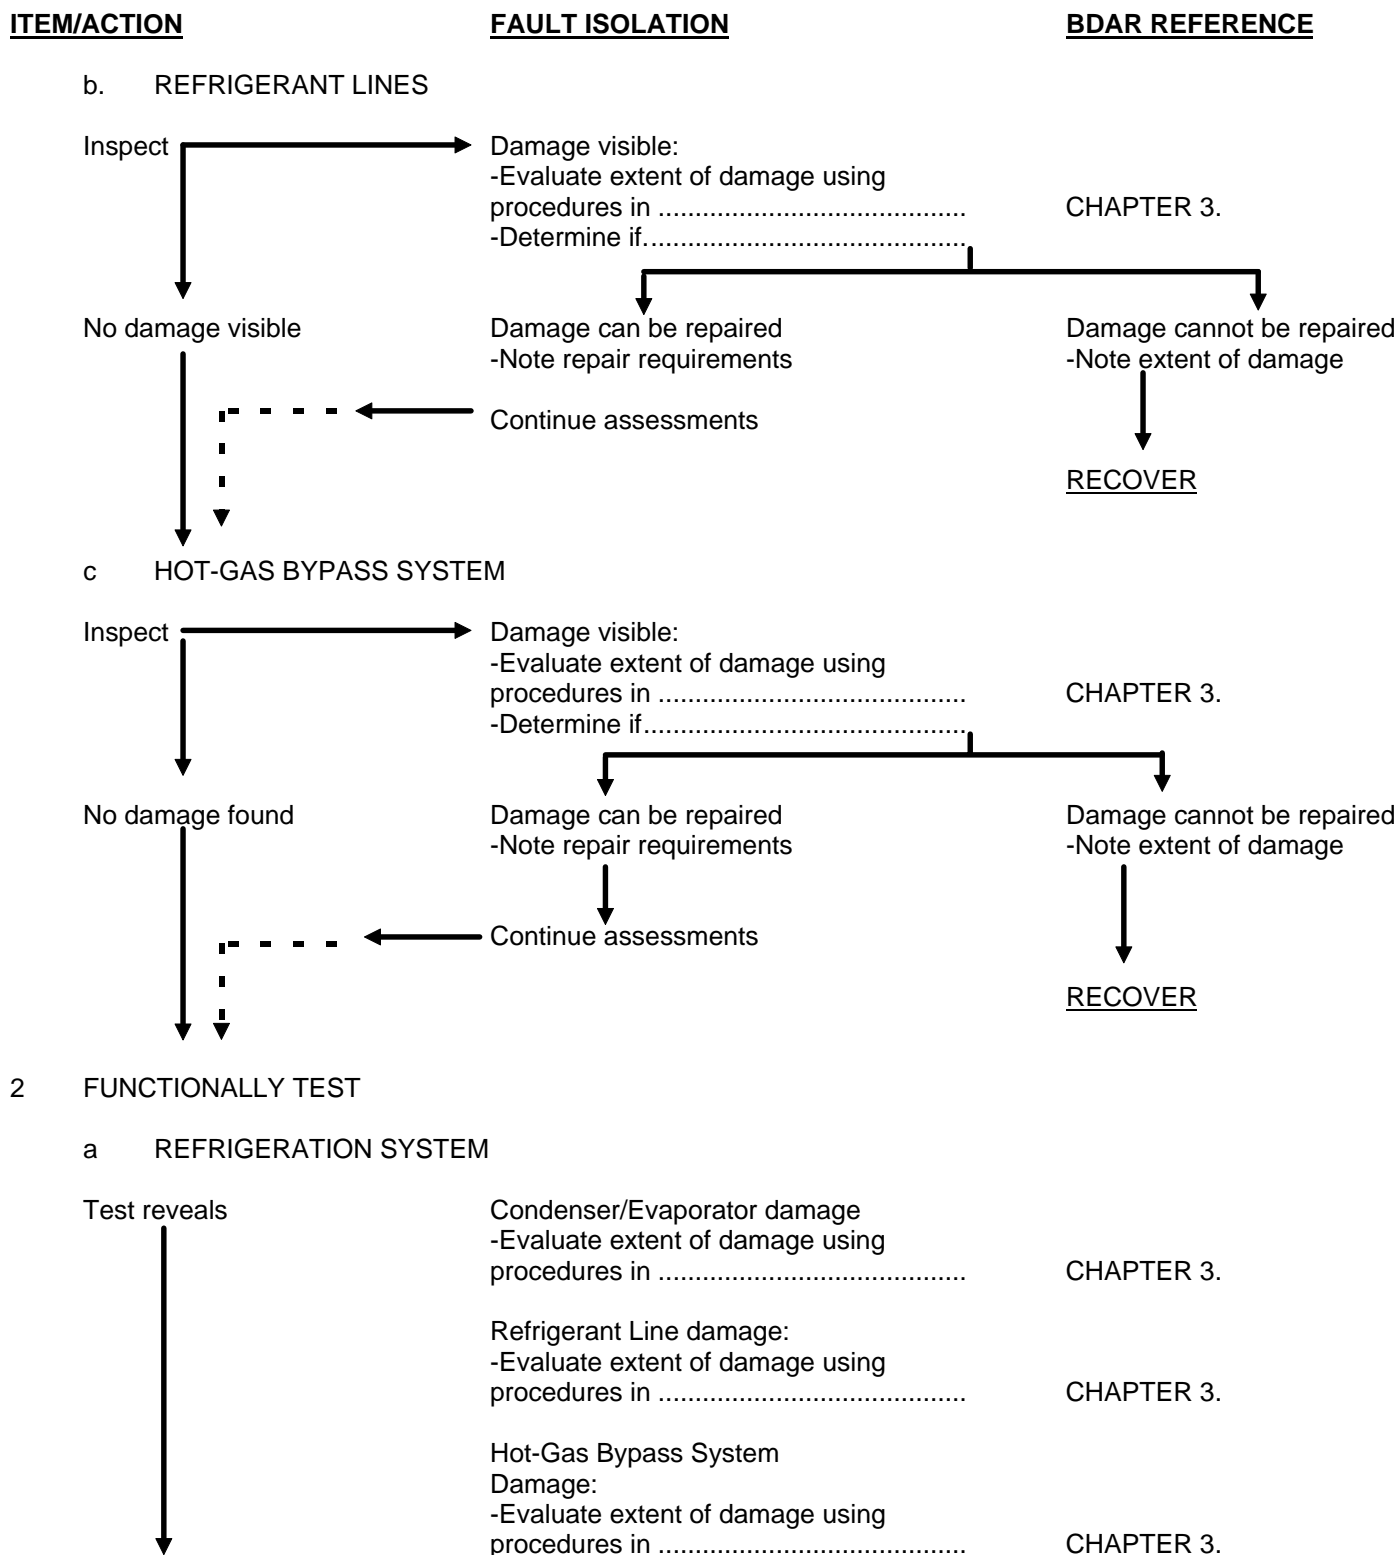 ITEM/ACTION FAULT ISOLATION BDAR REFERENCE
b. REFRIGERANT LINES
Inspect Damage visible:
-Evaluate extent of damage using
procedures in .......................................... CHAPTER 3.
-Determine if............................................
No damage visible Damage can be repaired Damage cannot be repaired
-Note repair requirements -Note extent of damage
Continue assessments
RECOVER
c HOT-GAS BYPASS SYSTEM
Inspect Damage visible:
-Evaluate extent of damage using
procedures in .......................................... CHAPTER 3.
-Determine if............................................
No damage found Damage can be repaired Damage cannot be repaired
-Note repair requirements -Note extent of damage
Continue assessments
RECOVER
2 FUNCTIONALLY TEST
a REFRIGERATION SYSTEM
Test reveals Condenser/Evaporator damage
-Evaluate extent of damage using
procedures in .......................................... CHAPTER 3.
Refrigerant Line damage:
-Evaluate extent of damage using
procedures in .......................................... CHAPTER 3.
Hot-Gas Bypass System
Damage:
-Evaluate extent of damage using
procedures in .......................................... CHAPTER 3.